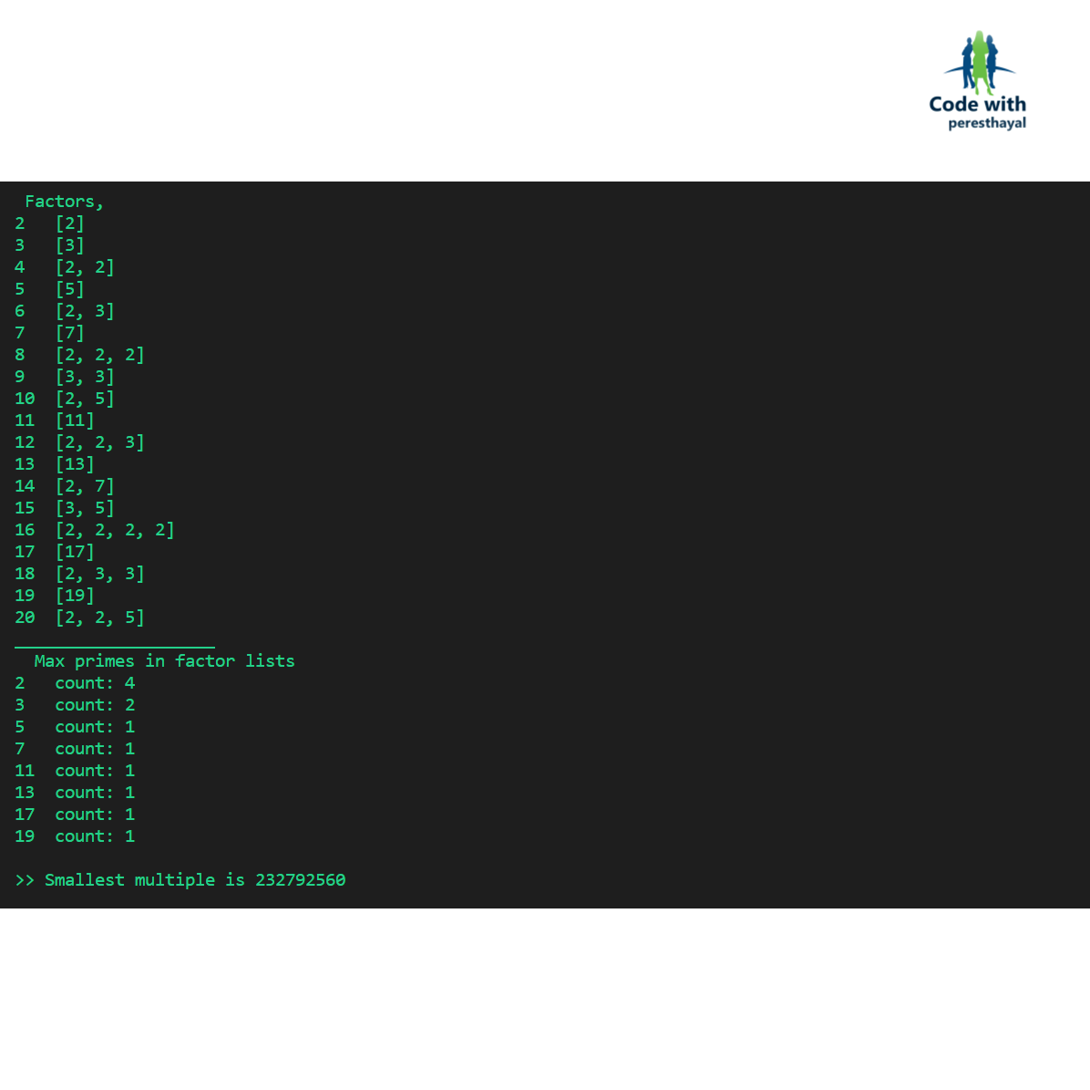 Code with
peresthayal
Factors,
2   [2]
3   [3]
4   [2, 2]
5   [5]
6   [2, 3]
7   [7]
8   [2, 2, 2]
9   [3, 3]
10  [2, 5]
11  [11]
12  [2, 2, 3]
13  [13]
14  [2, 7]
15  [3, 5]
16  [2, 2, 2, 2]
17  [17]
18  [2, 3, 3]
19  [19]
20  [2, 2, 5]
____________________
Max primes in factor lists
2   count: 4
3   count: 2
5   count: 1
7   count: 1
11  count: 1
13  count: 1
17  count: 1
19  count: 1
>> Smallest multiple is 232792560